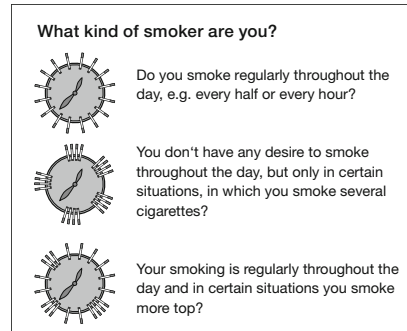 What kind of smoker are you?
Do you smoke regularly throughout the
day, e.g. every half or every hour?
You don‘t have any desire to smoke
throughout the day, but only in certain
situations, in which you smoke several
cigarettes?
Your smoking is regularly throughout the
day and in certain situations you smoke
more top?